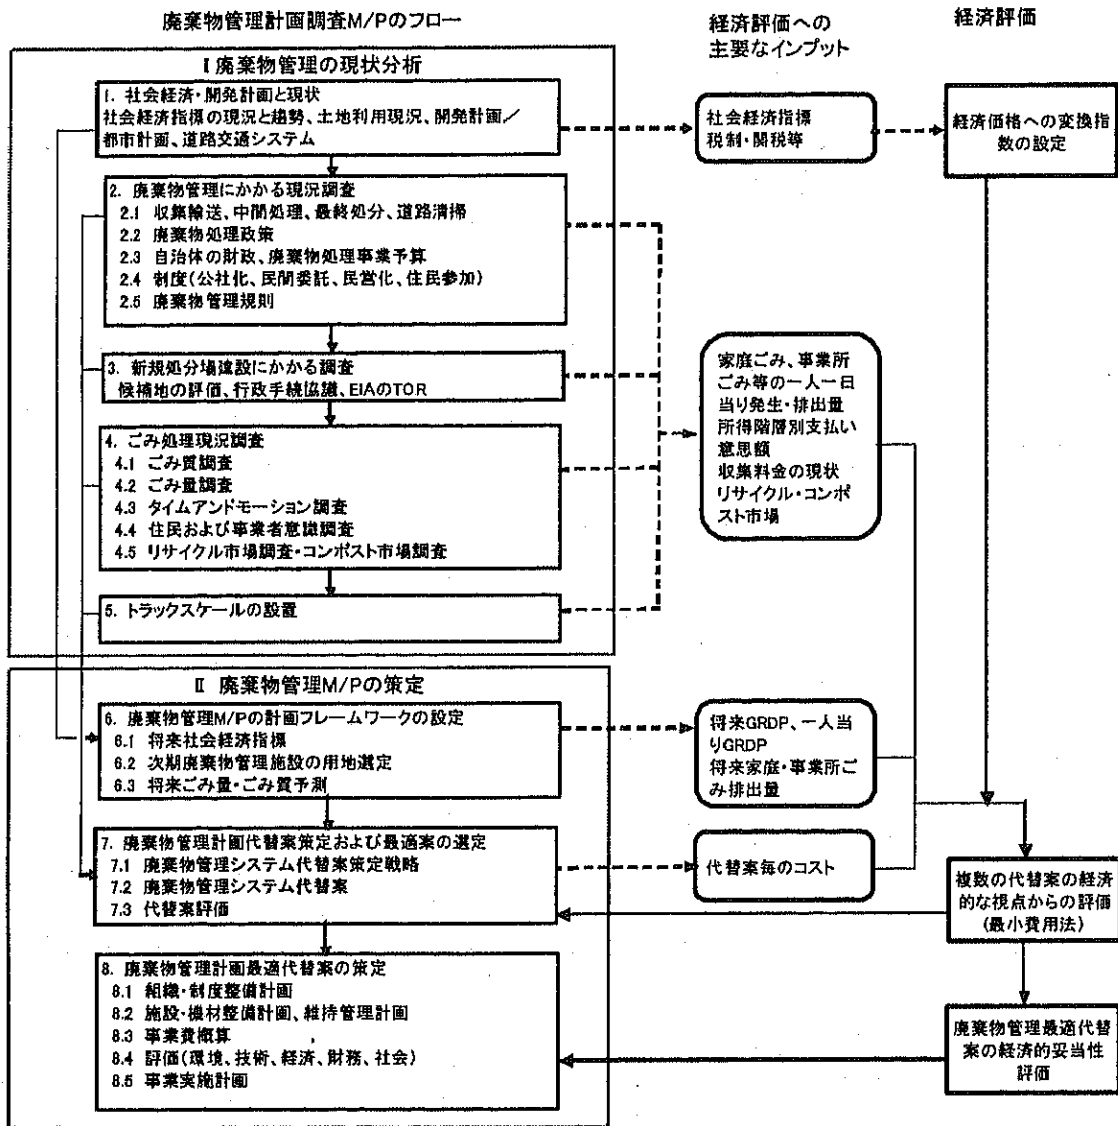 廃棄物管理計画調査M/Pのフロー
経済評価への
主要なインプット
経済評価
Ⅰ 廃棄物管理の現状分析
1. 社会経済・開発計画と現状
社会経済指標の現況と趨勢、土地利用現況、開発計画/
都市計画、道路交通システム
社会経済指標
税制・関税等
経済価格への変換指
数の設定
2. 廃棄物管理にかかる現況調査
2.1 収集輸送、中間処理、最終処分、道路清掃
2.2 廃棄物処理政策
2.3 自治体の財政、廃棄物処理事業予算
2.4 制度(公社化、民間委託、民営化、住民参加)
2.5 廃棄物管理規則
3. 新規処分場建設にかかる調査
候補地の評価、行政手続協議、EIAのTOR
4. ごみ処理現況調査
4.1 ごみ質調査
4.2 ごみ量調査
4.3 タイムアンドモーション調査
4.4 住民および事業者意識調査
4.5 リサイクル市場調査・コンポスト市場調査
5. トラックスケールの設置
家庭ごみ、事業所
ごみ等の一人一日
当り発生・排出量
所得階層別支払い
意思額
収集料金の現状
リサイクル・コンポ
スト市場
Ⅱ 廃棄物管理M/Pの策定
6. 廃棄物管理M/Pの計画フレームワークの設定
6.1 将来社会経済指標
6.2 次期廃棄物管理施設の用地選定
6.3 将来ごみ量・ごみ質予測
将来GRDP、一人当
りGRDP
将来家庭・事業所ご
み排出量
7. 廃棄物管理計画代替案策定および最適案の選定
7.1 廃棄物管理システム代替案策定戦略
7.2 廃棄物管理システム代替案
7.3 代替案評価
代替案毎のコスト
複数の代替案の経済
的な視点からの評価
(最小費用法)
8. 廃棄物管理計画最適代替案の策定
8.1 組織・制度整備計画
8.2 施設・機材整備計画、維持管理計画
8.3 事業費概算
8.4 評価(環境、技術、経済、財務、社会)
8.5 事業実施計画
廃棄物管理最適代替
案の経済的妥当性
評価